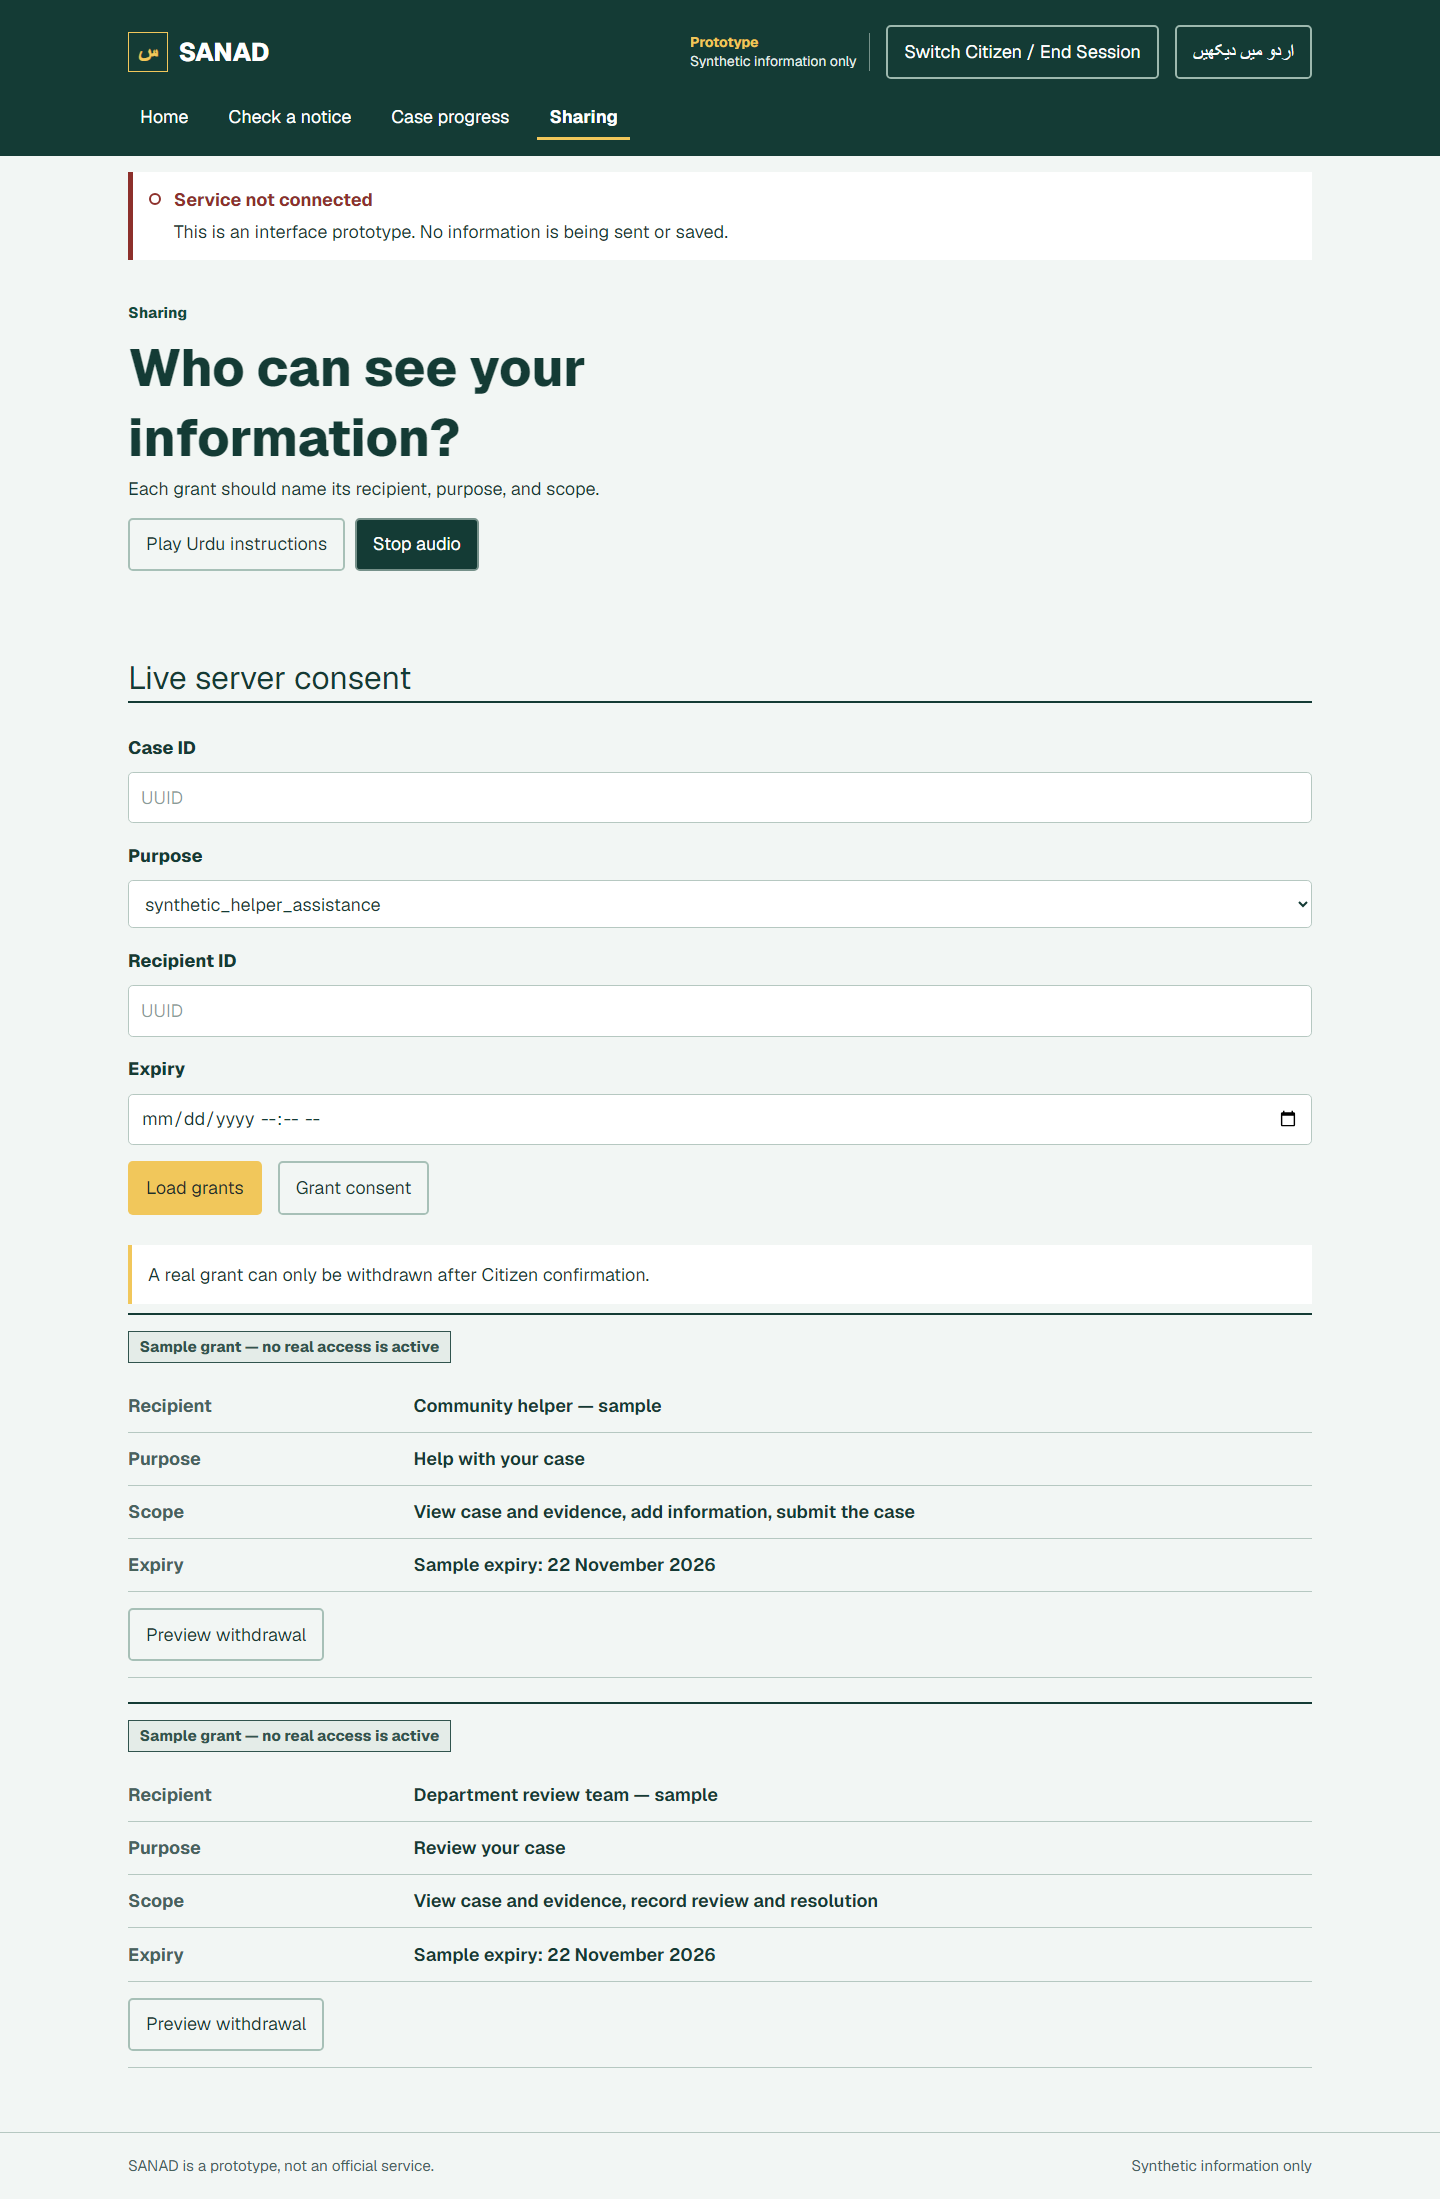 س SANAD
Prototype
Synthetic information only
Switch Citizen / End Session
اردو میں دیکھیں
Home Check a notice Case progress Sharing
Service not connected
This is an interface prototype. No information is being sent or saved.
Sharing
Who can see your
information?
Each grant should name its recipient, purpose, and scope.
Play Urdu instructions Stop audio
Live server consent
Case ID
UUID
Purpose
synthetic_helper_assistance
Recipient ID
UUID
Expiry
mm/dd/yyyy --:-- --
Load grants Grant consent
A real grant can only be withdrawn after Citizen confirmation.
Sample grant — no real access is active
Recipient Community helper — sample
Purpose Help with your case
Scope View case and evidence, add information, submit the case
Expiry Sample expiry: 22 November 2026
Preview withdrawal
Sample grant — no real access is active
Recipient Department review team — sample
Purpose Review your case
Scope View case and evidence, record review and resolution
Expiry Sample expiry: 22 November 2026
Preview withdrawal
SANAD is a prototype, not an official service. Synthetic information only